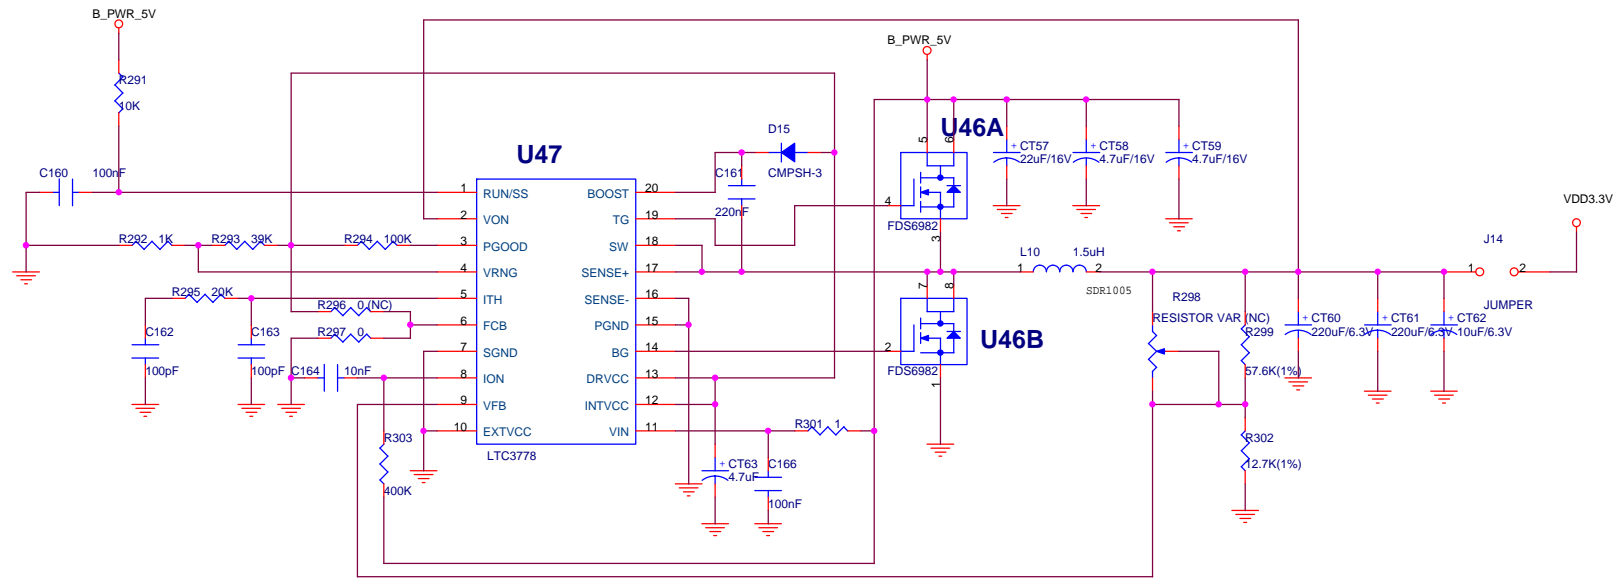 B_PWR_5V
R291
10K
C160
100nF
R292 1K
R293 39K
R294 100K
R295 20K
R296 0 (NC)
R297 0
C162
100pF
C163
100pF
C164 10nF
R303
400K
U47
1 RUN/SS
2 VON
3 PGOOD
4 VRNG
5 ITH
6 FCB
7 SGND
8 ION
9 VFB
10 EXTVCC
BOOST 20
TG 19
SW 18
SENSE+ 17
SENSE- 16
PGND 15
BG 14
DRVCC 13
INTVCC 12
VIN 11
LTC3778
D15
CMPSH-3
C161
220nF
R301 1
+ CT63
4.7uF
C166
100nF
B_PWR_5V
U46A
5
6
4
3
FDS6982
+ CT57
22uF/16V
+ CT58
4.7uF/16V
+ CT59
4.7uF/16V
7
8
2
1
U46B
FDS6982
L10 1.5uH
1
2
SDR1005
R298
RESISTOR VAR (NC)
R299
57.6K(1%)
R302
12.7K(1%)
+ CT60
220uF/6.3V
+ CT61
220uF/6.3V
+ CT62
10uF/6.3V
J14
1
2
JUMPER
VDD3.3V